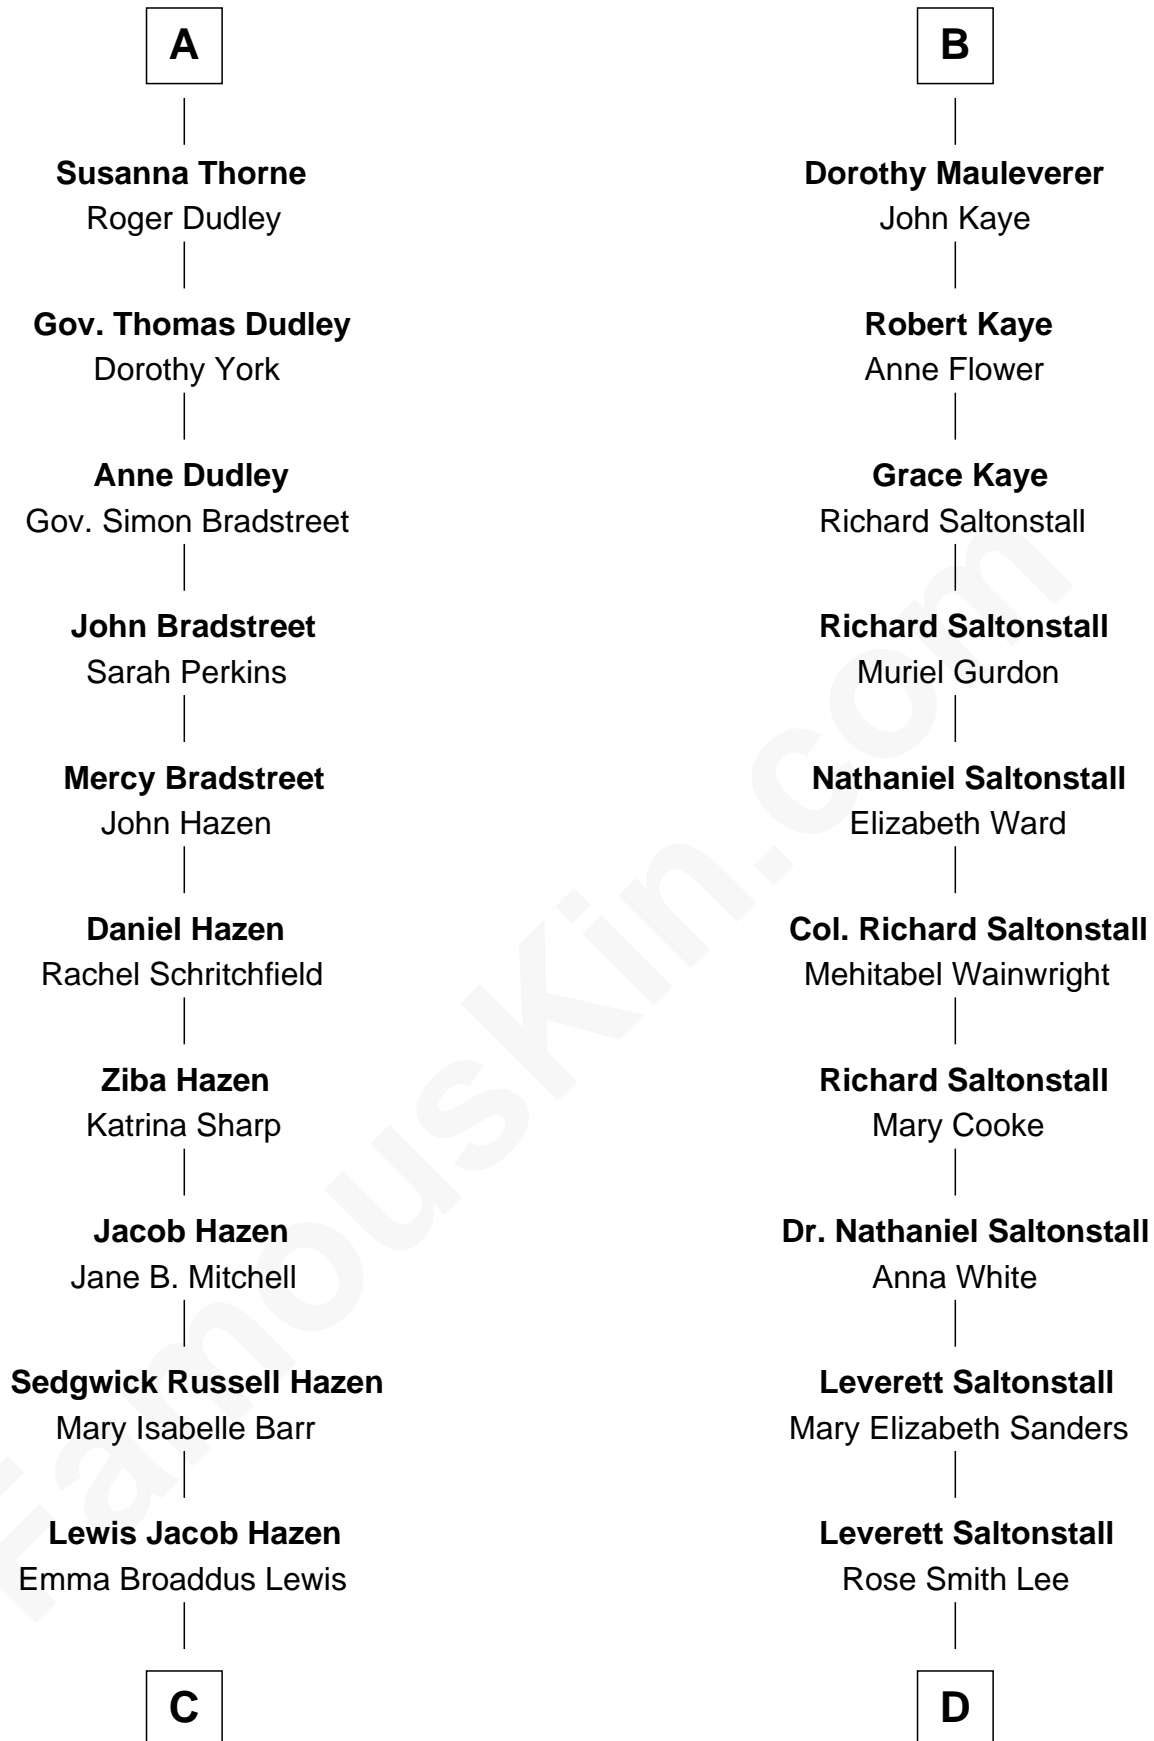 A
Susanna Thorne
Roger Dudley
Gov. Thomas Dudley
Dorothy York
Anne Dudley
Gov. Simon Bradstreet
John Bradstreet
Sarah Perkins
Mercy Bradstreet
John Hazen
Daniel Hazen
Rachel Schritchfield
Ziba Hazen
Katrina Sharp
Jacob Hazen
Jane B. Mitchell
Sedgwick Russell Hazen
Mary Isabelle Barr
Lewis Jacob Hazen
Emma Broaddus Lewis
C
B
Dorothy Mauleverer
John Kaye
Robert Kaye
Anne Flower
Grace Kaye
Richard Saltonstall
Richard Saltonstall
Muriel Gurdon
Nathaniel Saltonstall
Elizabeth Ward
Col. Richard Saltonstall
Mehitabel Wainwright
Richard Saltonstall
Mary Cooke
Dr. Nathaniel Saltonstall
Anna White
Leverett Saltonstall
Mary Elizabeth Sanders
Leverett Saltonstall
Rose Smith Lee
D
FamousKin.com